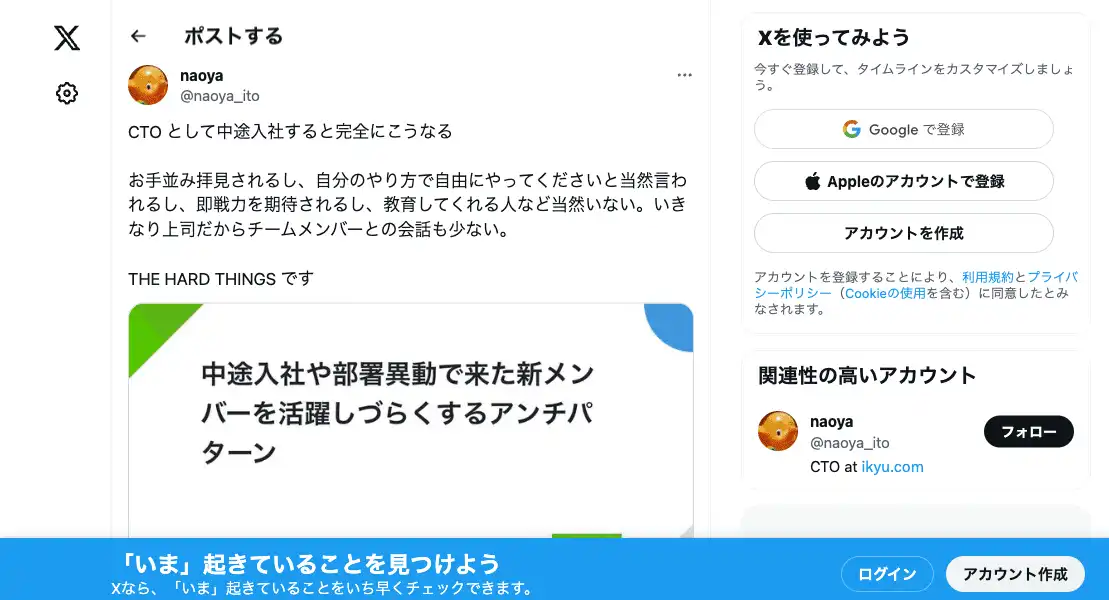 ポストする
naoya
@naoya_ito
CTO として中途入社すると完全にこうなる
お手並み拝見されるし、自分のやり方で自由にやってくださいと当然言わ
れるし、即戦力を期待されるし、教育してくれる人など当然いない。いき
なり上司だからチームメンバーとの会話も少ない。
THE HARD THINGS です
中途入社や部署異動で来た新メン
バーを活躍しづらくするアンチパ
ターン
Xを使ってみよう
今すぐ登録して、タイムラインをカスタマイズしましょ
う。
Google で登録
Appleのアカウントで登録
アカウントを作成
アカウントを登録することにより、利用規約とプライバ
シーポリシー（Cookieの使用を含む）に同意したとみ
なされます。
関連性の高いアカウント
naoya
@naoya_ito
フォロー
CTO at ikyu.com
「いま」起きていることを見つけよう
Xなら、「いま」起きていることをいち早くチェックできます。
ログイン
アカウント作成